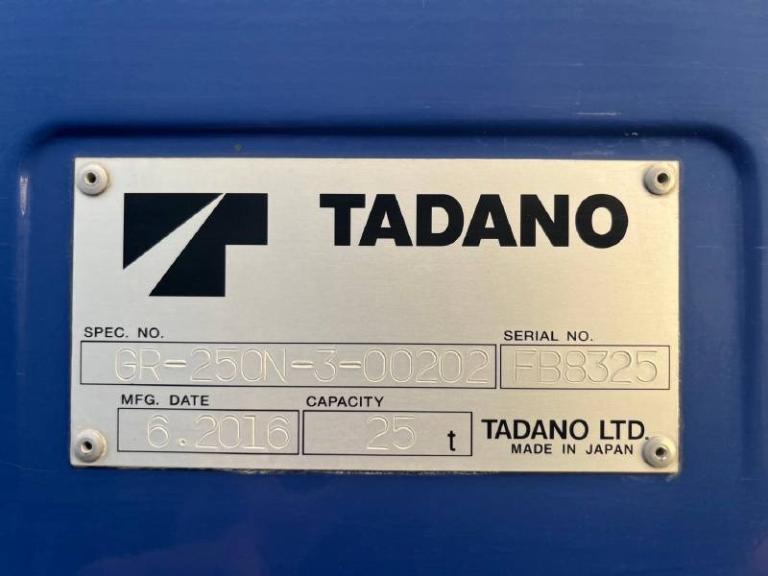 TADANO
SPEC. NO. SERIAL NO.
GR-250N-3-00202 FB8325
MFG. DATE CAPACITY
6.2016 25 t TADANO LTD.
MADE IN JAPAN